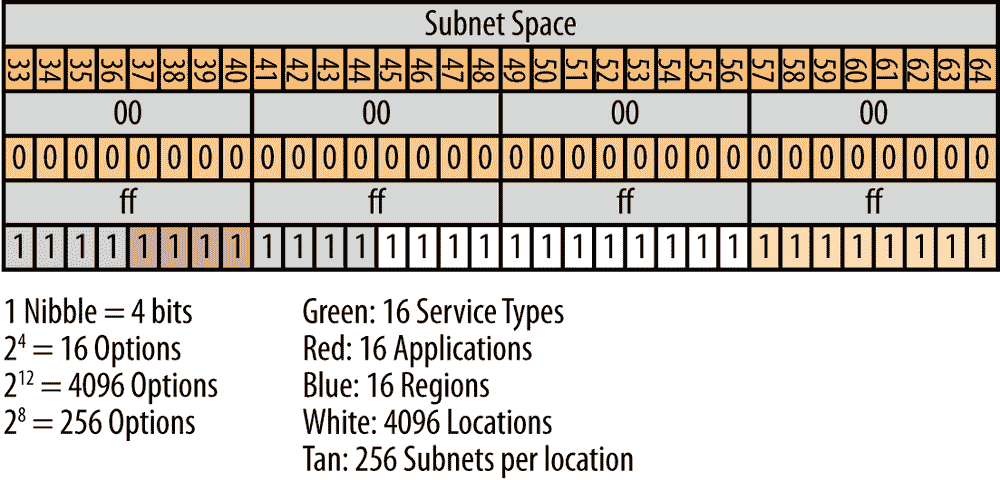 Subnet Space
33 34 35 36 37 38 39 40 41 42 43 44 45 46 47 48 49 50 51 52 53 54 55 56 57 58 59 60 61 62 63 64
00 00 00 00
0 0 0 0 0 0 0 0 0 0 0 0 0 0 0 0 0 0 0 0 0 0 0 0 0 0 0 0 0 0 0 0
ff ff ff ff
1 1 1 1 1 1 1 1 1 1 1 1 1 1 1 1 1 1 1 1 1 1 1 1 1 1 1 1 1 1 1 1
1 Nibble = 4 bits
2⁴ = 16 Options
2¹² = 4096 Options
2⁸ = 256 Options
Green: 16 Service Types
Red: 16 Applications
Blue: 16 Regions
White: 4096 Locations
Tan: 256 Subnets per location